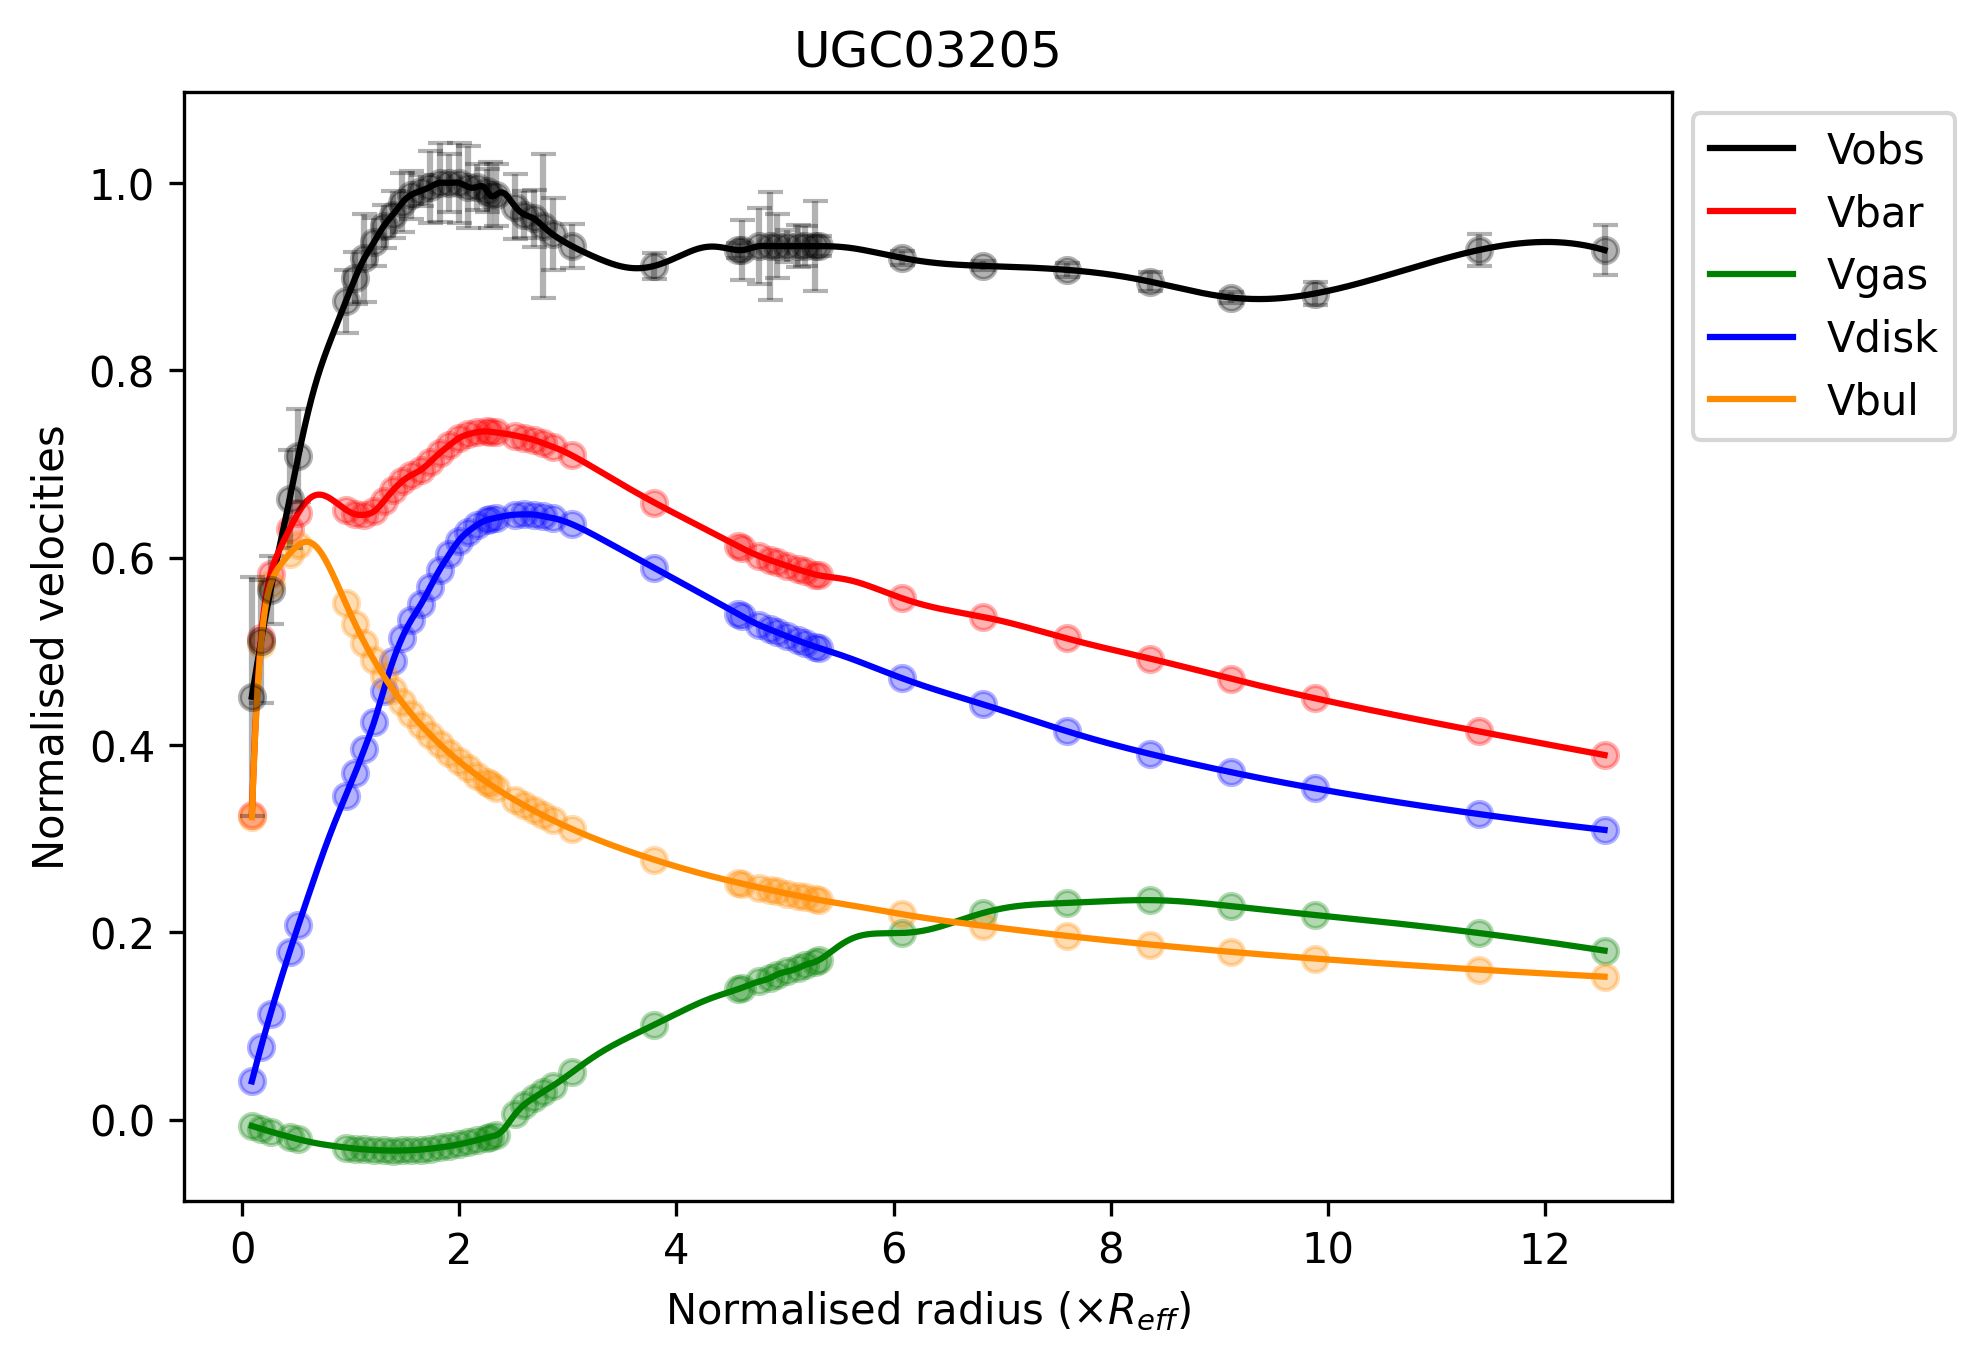 UGC03205
Vobs
Vbar
Vgas
Vdisk
Vbul
Normalised velocities
1.0
0.8
0.6
0.4
0.2
0.0
0 2 4 6 8 10 12
Normalised radius (×R_eff)